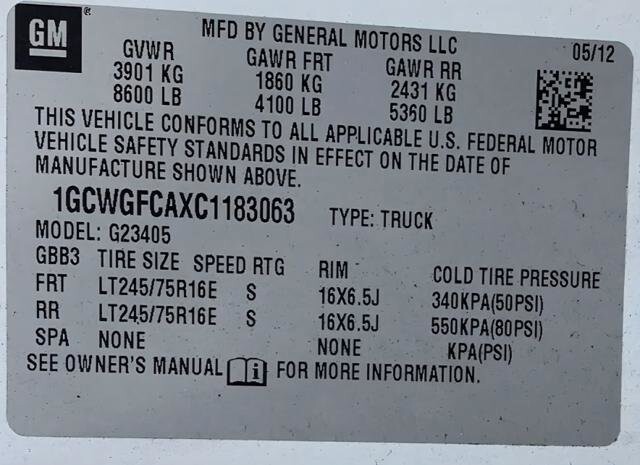 GM ®
MFD BY GENERAL MOTORS LLC 05/12
GVWR GAWR FRT GAWR RR
3901 KG 1860 KG 2431 KG
8600 LB 4100 LB 5360 LB
THIS VEHICLE CONFORMS TO ALL APPLICABLE U.S. FEDERAL MOTOR
VEHICLE SAFETY STANDARDS IN EFFECT ON THE DATE OF
MANUFACTURE SHOWN ABOVE.
1GCWGFCAXC1183063 TYPE: TRUCK
MODEL: G23405
GBB3 TIRE SIZE SPEED RTG RIM COLD TIRE PRESSURE
FRT LT245/75R16E S 16X6.5J 340KPA(50PSI)
RR LT245/75R16E S 16X6.5J 550KPA(80PSI)
SPA NONE NONE KPA(PSI)
SEE OWNER'S MANUAL i FOR MORE INFORMATION.